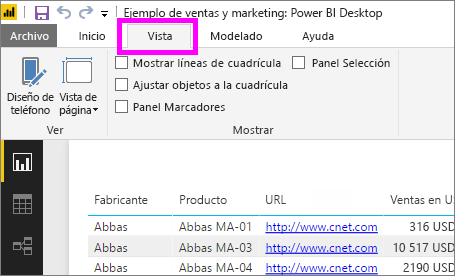 Ejemplo de ventas y marketing: Power BI Desktop
Archivo Inicio Vista Modelado Ayuda
Mostrar líneas de cuadrícula Panel Selección
Ajustar objetos a la cuadrícula
Panel Marcadores
Diseño de teléfono
Vista de página
Ver Mostrar
Fabricante Producto URL Ventas en US
Abbas Abbas MA-01 http://www.cnet.com 316 USD
Abbas Abbas MA-03 http://www.cnet.com 10 517 USD
Abbas Abbas MA-04 http://www.cnet.com 2190 USD